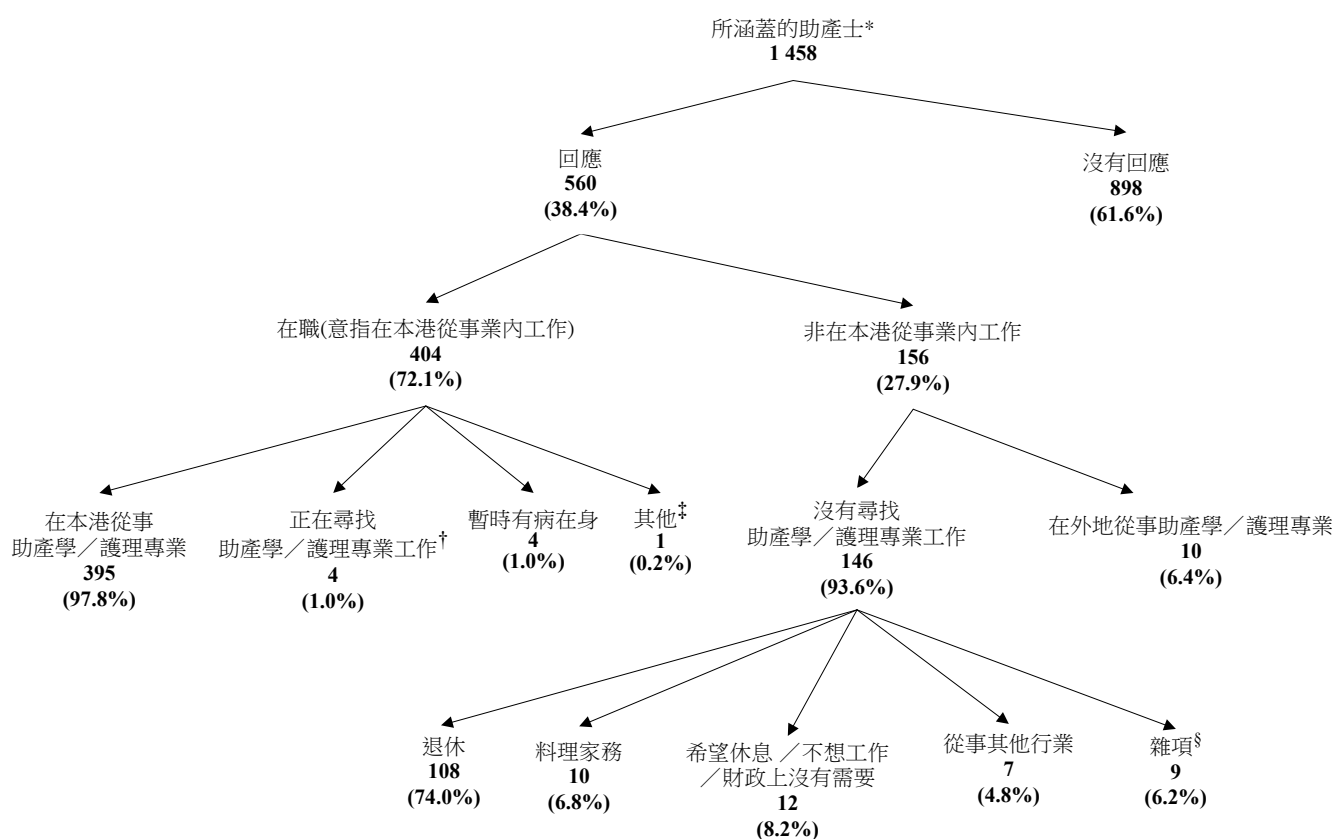 所涵蓋的助產士*
1 458
回應
560
(38.4%)
沒有回應
898
(61.6%)
在職(意指在本港從事業內工作)
404
(72.1%)
非在本港從事業內工作
156
(27.9%)
在本港從事
助產學／護理專業
395
(97.8%)
正在尋找
助產學／護理專業工作†
4
(1.0%)
暫時有病在身
4
(1.0%)
其他‡
1
(0.2%)
沒有尋找
助產學／護理專業工作
146
(93.6%)
在外地從事助產學／護理專業
10
(6.4%)
退休
108
(74.0%)
料理家務
10
(6.8%)
希望休息 ／不想工作
／財政上沒有需要
12
(8.2%)
從事其他行業
7
(4.8%)
雜項§
9
(6.2%)